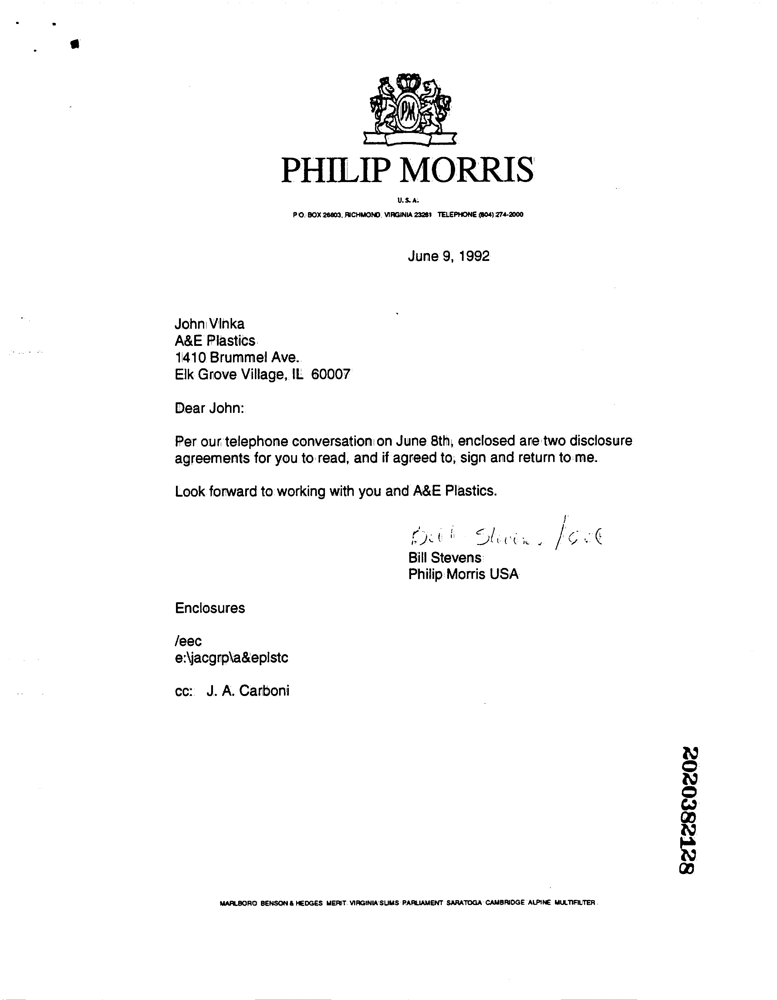 PM
PHILIP MORRIS
U.S.A.
P.O. BOX 26603, RICHMOND, VIRGINIA 23261 TELEPHONE (804) 274-2000
June 9, 1992
John Vlnka
A&E Plastics
1410 Brummel Ave.
Elk Grove Village, IL 60007
Dear John:
Per our telephone conversation on June 8th, enclosed are two disclosure
agreements for you to read, and if agreed to, sign and return to me.
Look forward to working with you and A&E Plastics.
Bill Stevens /eec
Bill Stevens
Philip Morris USA
Enclosures
/eec
e:\jacgrp\a&eplstc
cc: J. A. Carboni
2020382128
MARLBORO BENSON & HEDGES MERIT VIRGINIA SLIMS PARLIAMENT SARATOGA CAMBRIDGE ALPINE MULTIFILTER